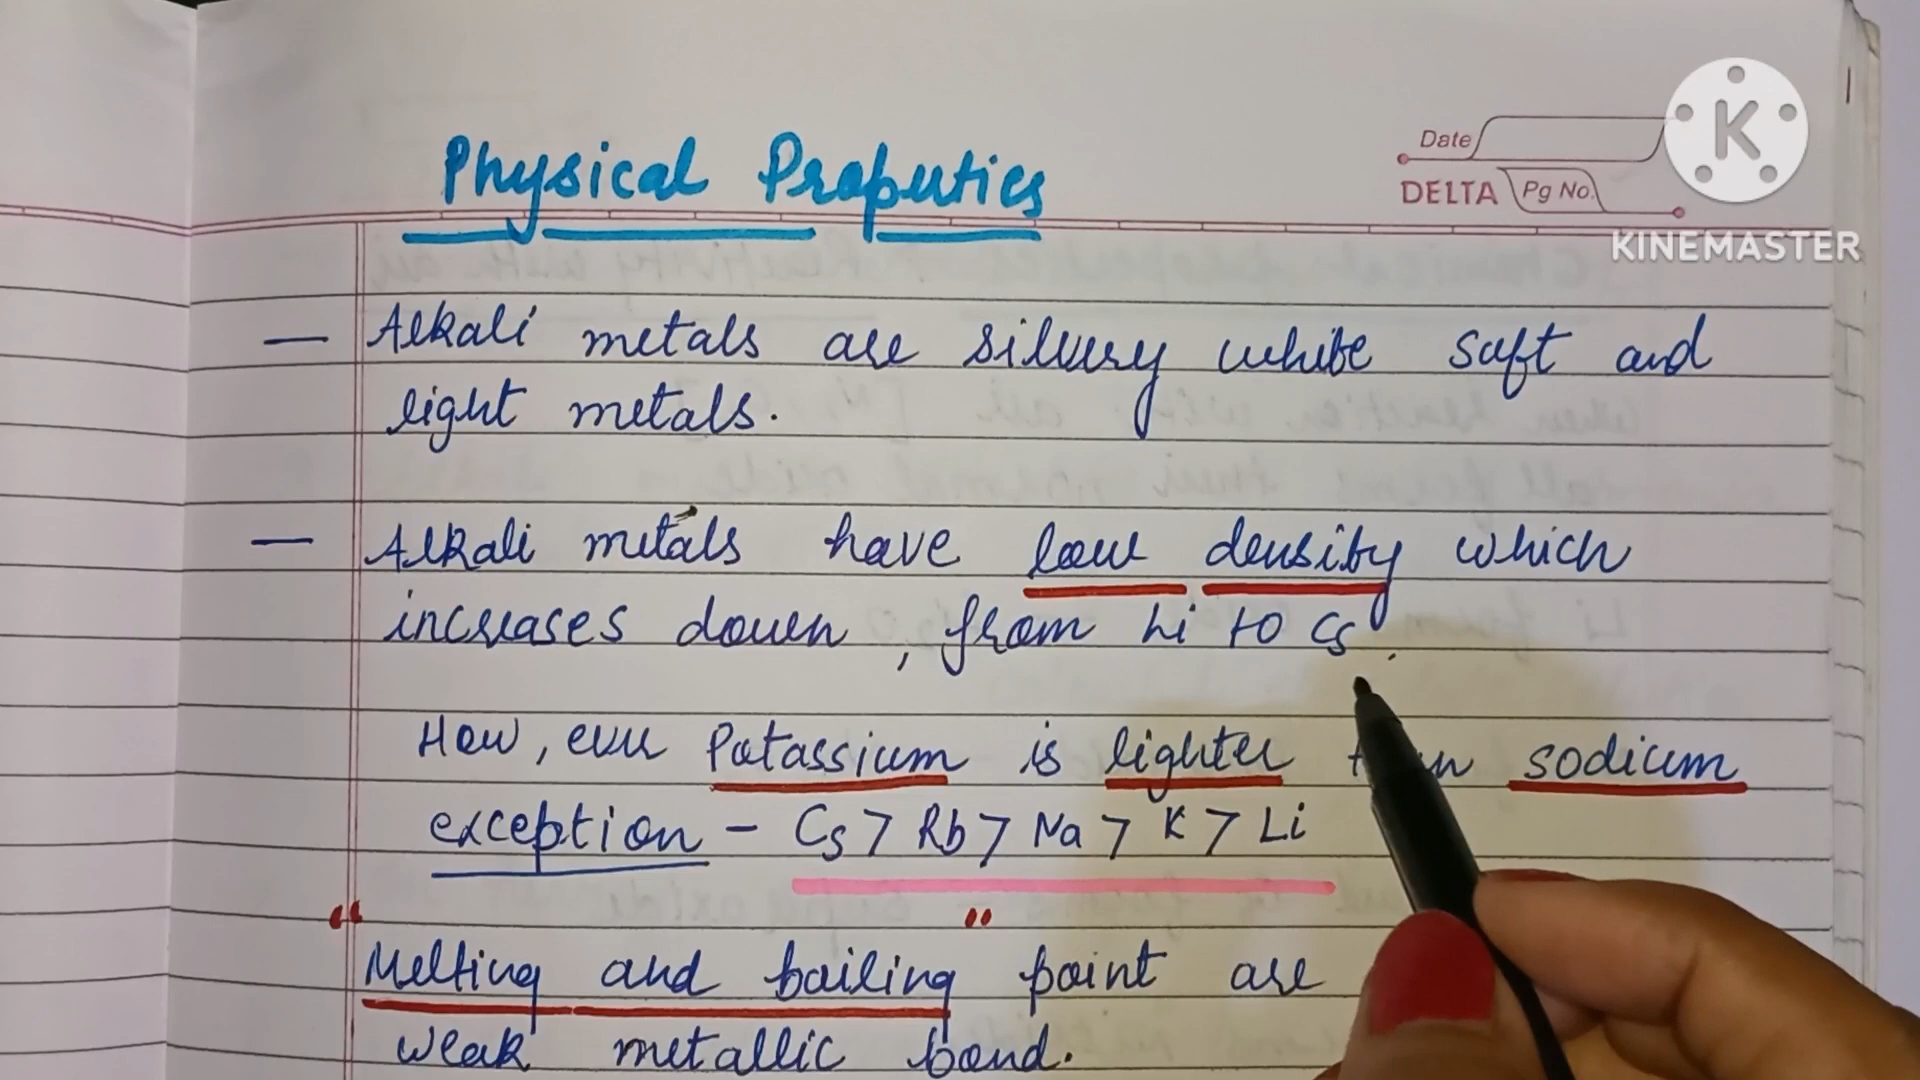 Physical Properties
Date
DELTA Pg No.
KINEMASTER
— Alkali metals are silvery white soft and
light metals.
— Alkali metals have low density which
increases down, from Li to Cs.
How, ever Potassium is lighter sodium
exception - Cs > Rb > Na > K > Li
" Melting and boiling " point are
weak metallic bond.